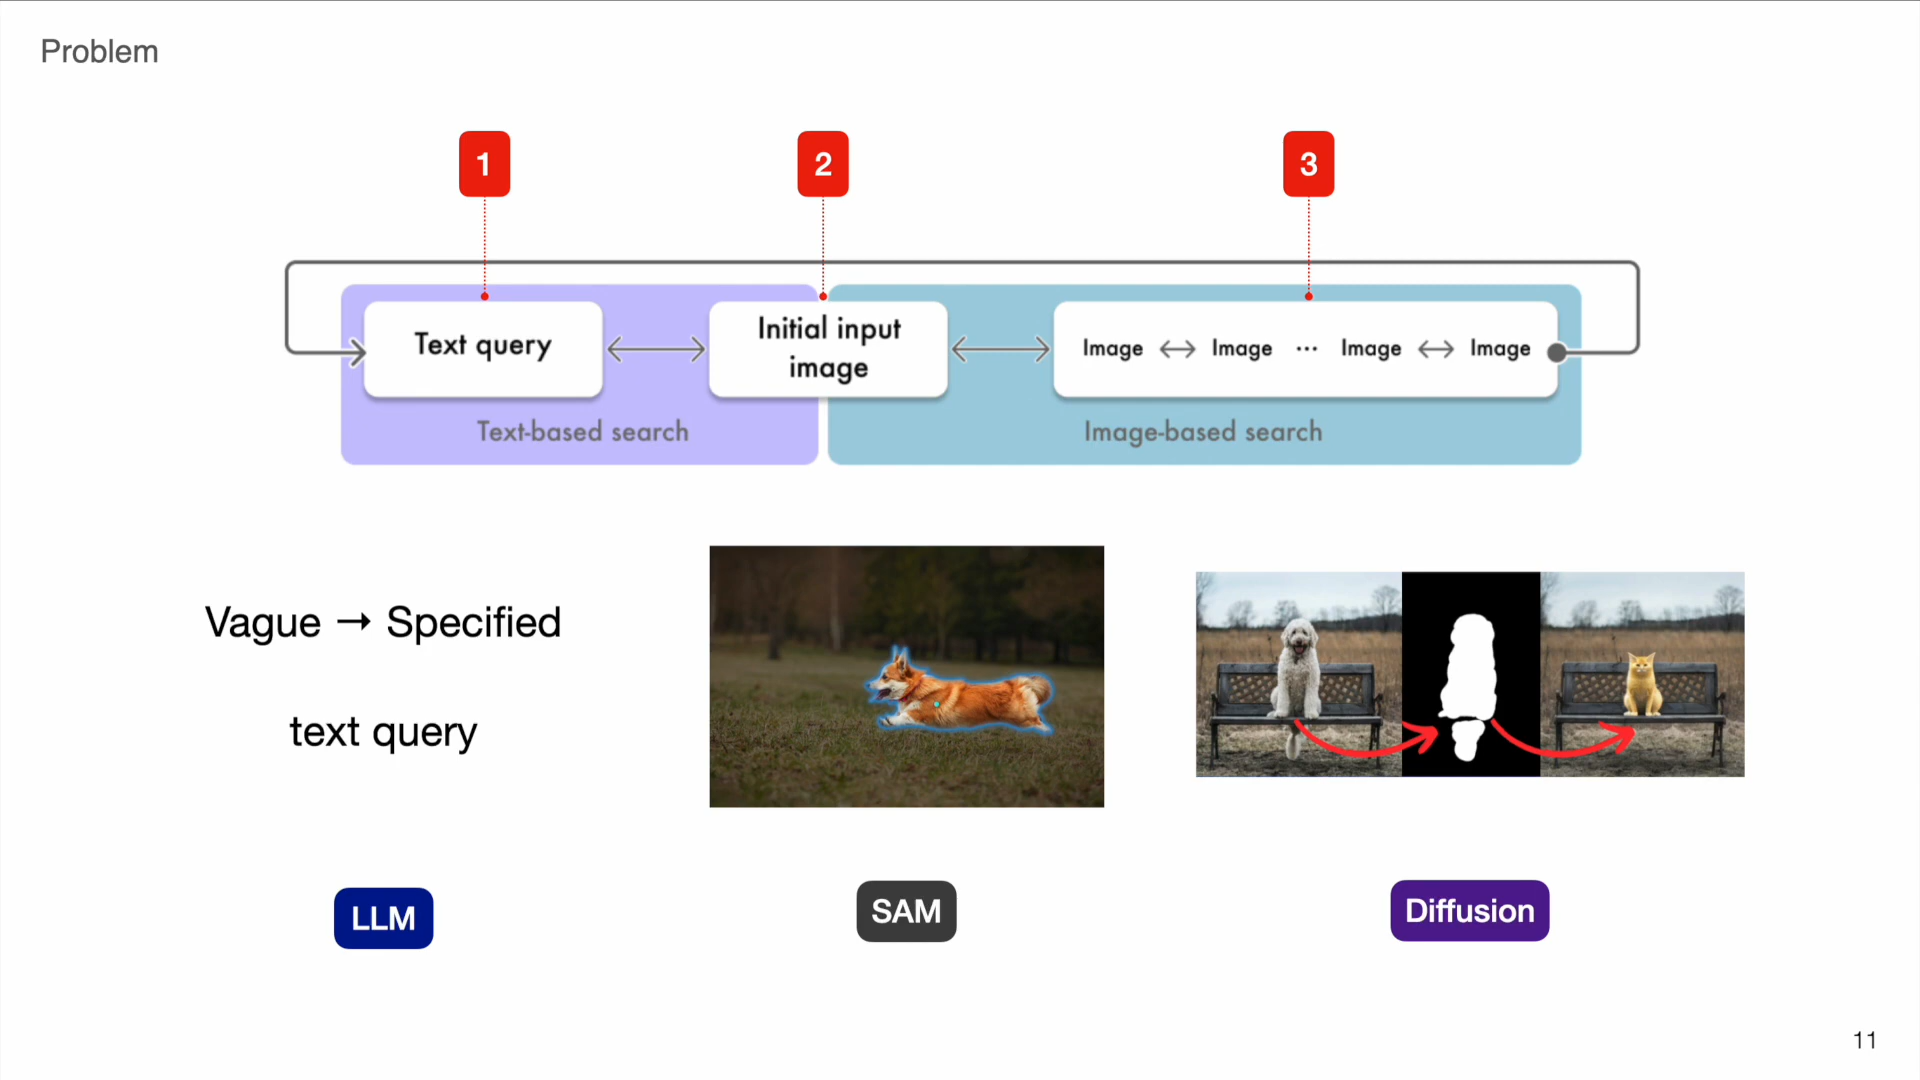 Problem
1
2
3
Text query
Initial input
image
Image ↔ Image ··· Image ↔ Image
Text-based search
Image-based search
Vague → Specified
text query
LLM
SAM
Diffusion
11